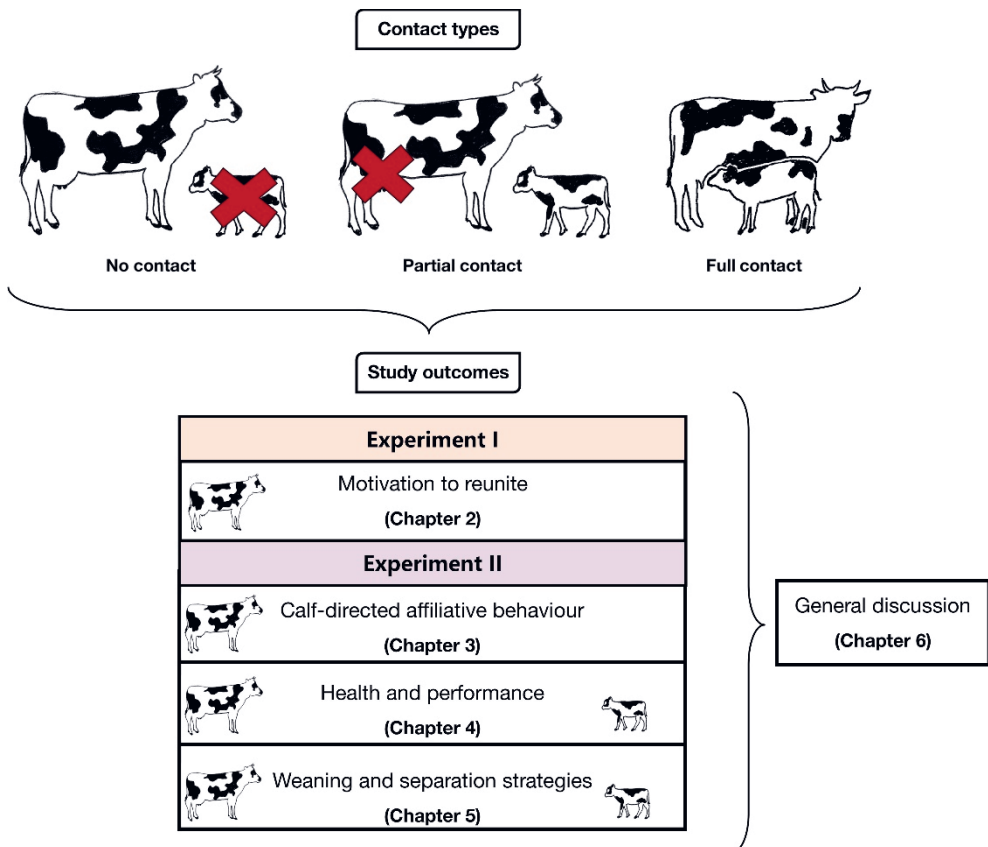 Contact types
No contact
Partial contact
Full contact
Study outcomes
Experiment I
Motivation to reunite
(Chapter 2)
Experiment II
Calf-directed affiliative behaviour
(Chapter 3)
Health and performance
(Chapter 4)
Weaning and separation strategies
(Chapter 5)
General discussion
(Chapter 6)